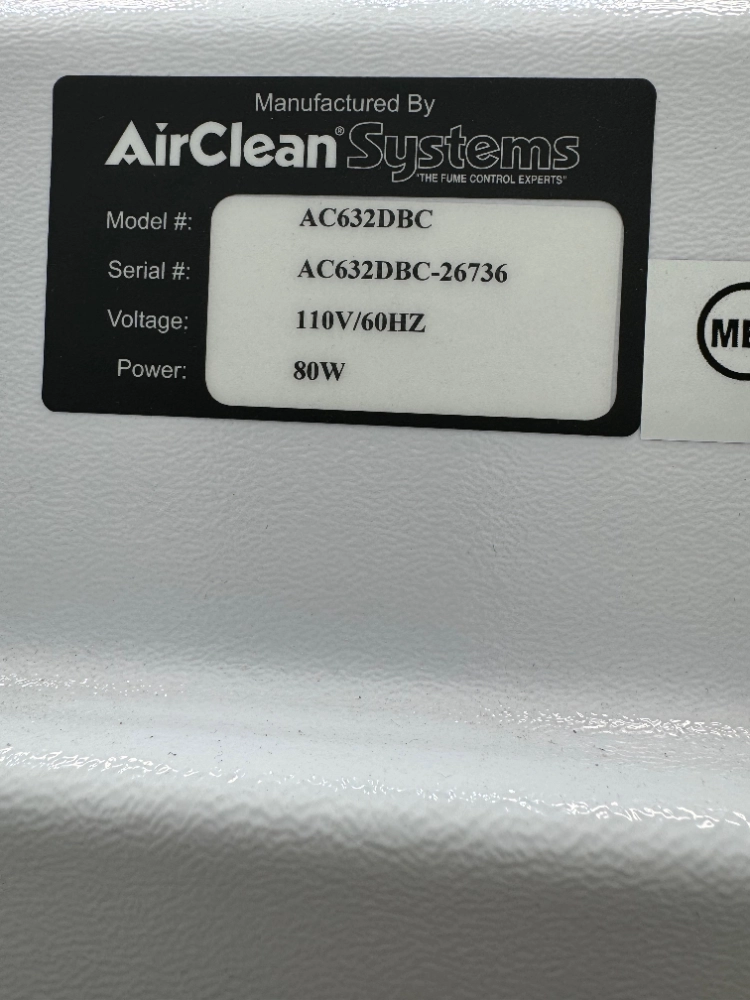 Manufactured By
AirClean® Systems
"THE FUME CONTROL EXPERTS"
Model #: AC632DBC
Serial #: AC632DBC-26736
Voltage: 110V/60HZ
Power: 80W